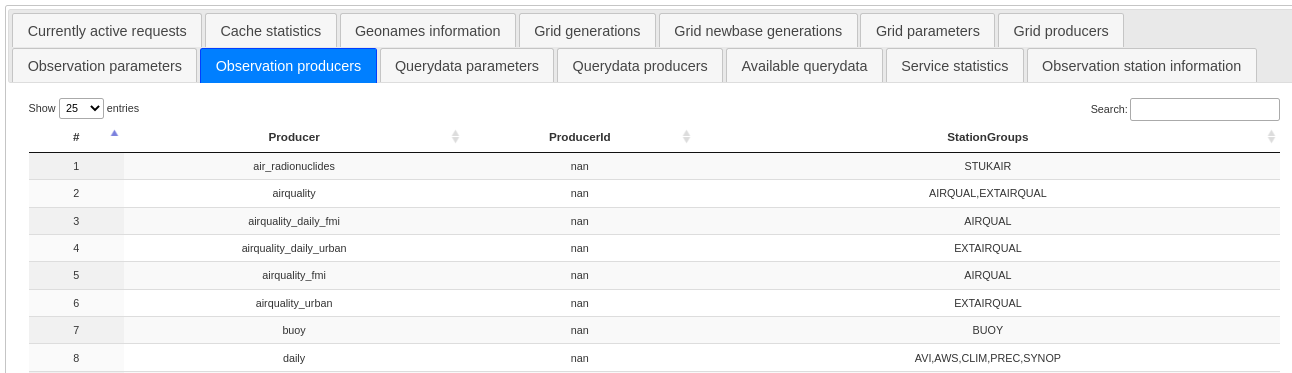 Currently active requests Cache statistics Geonames information Grid generations Grid newbase generations Grid parameters Grid producers
Observation parameters Observation producers Querydata parameters Querydata producers Available querydata Service statistics Observation station information
Show 25 entries Search:
# Producer ProducerId StationGroups
1 air_radionuclides nan STUKAIR
2 airquality nan AIRQUAL,EXTAIRQUAL
3 airquality_daily_fmi nan AIRQUAL
4 airquality_daily_urban nan EXTAIRQUAL
5 airquality_fmi nan AIRQUAL
6 airquality_urban nan EXTAIRQUAL
7 buoy nan BUOY
8 daily nan AVI,AWS,CLIM,PREC,SYNOP